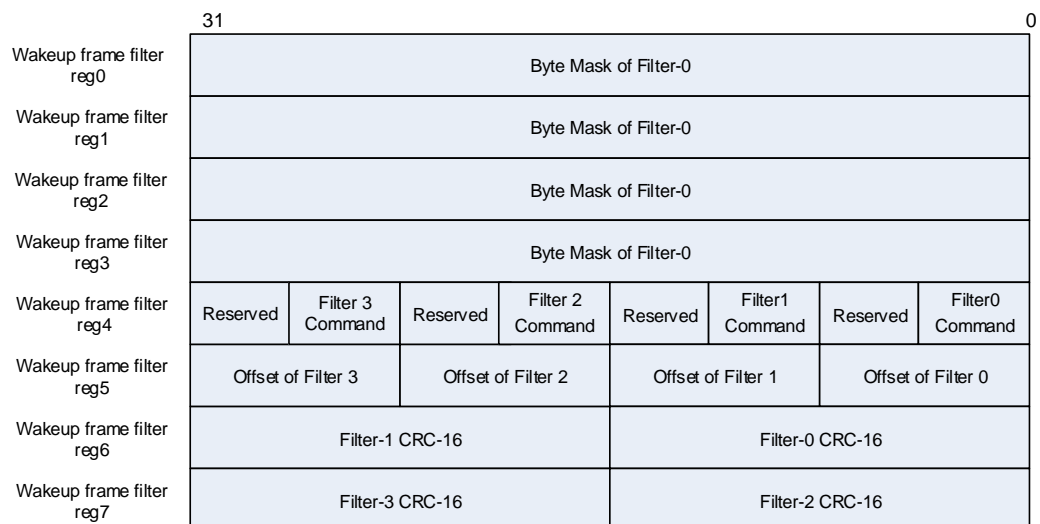 31 0
Wakeup frame filter
reg0
Byte Mask of Filter-0
Wakeup frame filter
reg1
Byte Mask of Filter-0
Wakeup frame filter
reg2
Byte Mask of Filter-0
Wakeup frame filter
reg3
Byte Mask of Filter-0
Wakeup frame filter
reg4
Reserved
Filter 3
Command
Reserved
Filter 2
Command
Reserved
Filter1
Command
Reserved
Filter0
Command
Wakeup frame filter
reg5
Offset of Filter 3
Offset of Filter 2
Offset of Filter 1
Offset of Filter 0
Wakeup frame filter
reg6
Filter-1 CRC-16
Filter-0 CRC-16
Wakeup frame filter
reg7
Filter-3 CRC-16
Filter-2 CRC-16